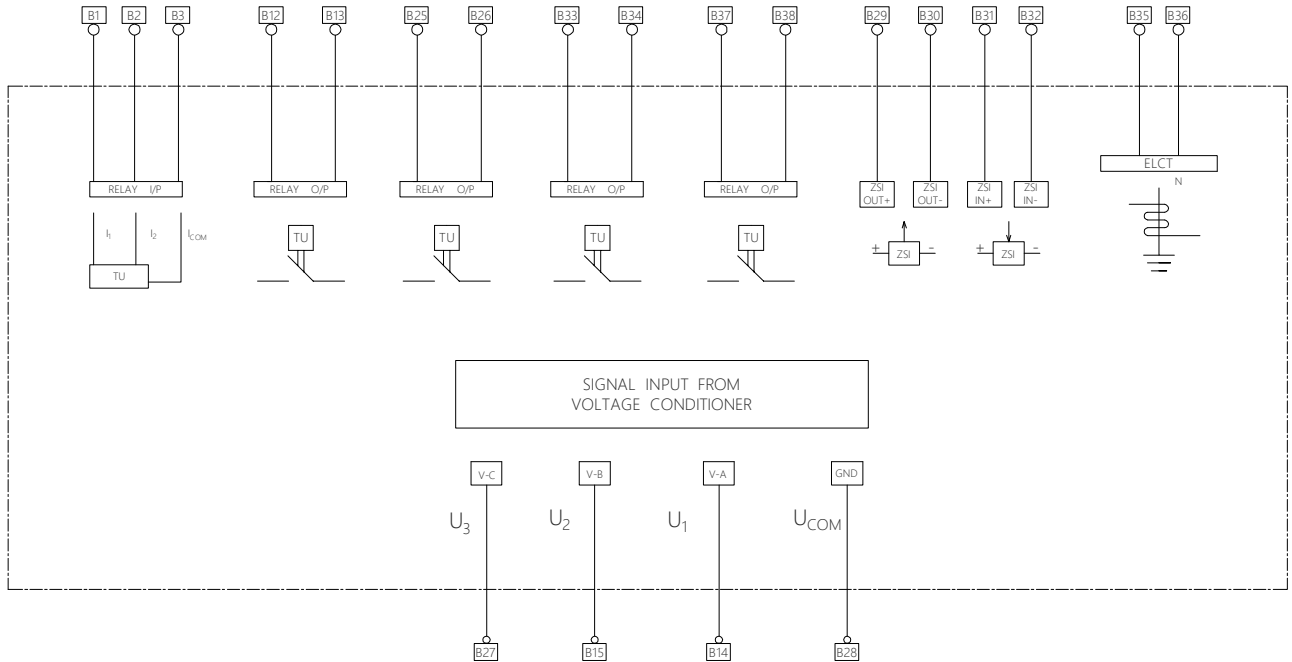 B1 B2 B3 B12 B13 B25 B26 B33 B34 B37 B38 B29 B30 B31 B32 B35 B36
RELAY I/P RELAY O/P RELAY O/P RELAY O/P RELAY O/P
ZSI OUT+
ZSI OUT-
ZSI IN+
ZSI IN-
ELCT
N
I1 I2 ICOM
TU TU TU TU TU
+ ZSI - + ZSI -
SIGNAL INPUT FROM
VOLTAGE CONDITIONER
V-C V-B V-A GND
U3 U2 U1 UCOM
B27 B15 B14 B28